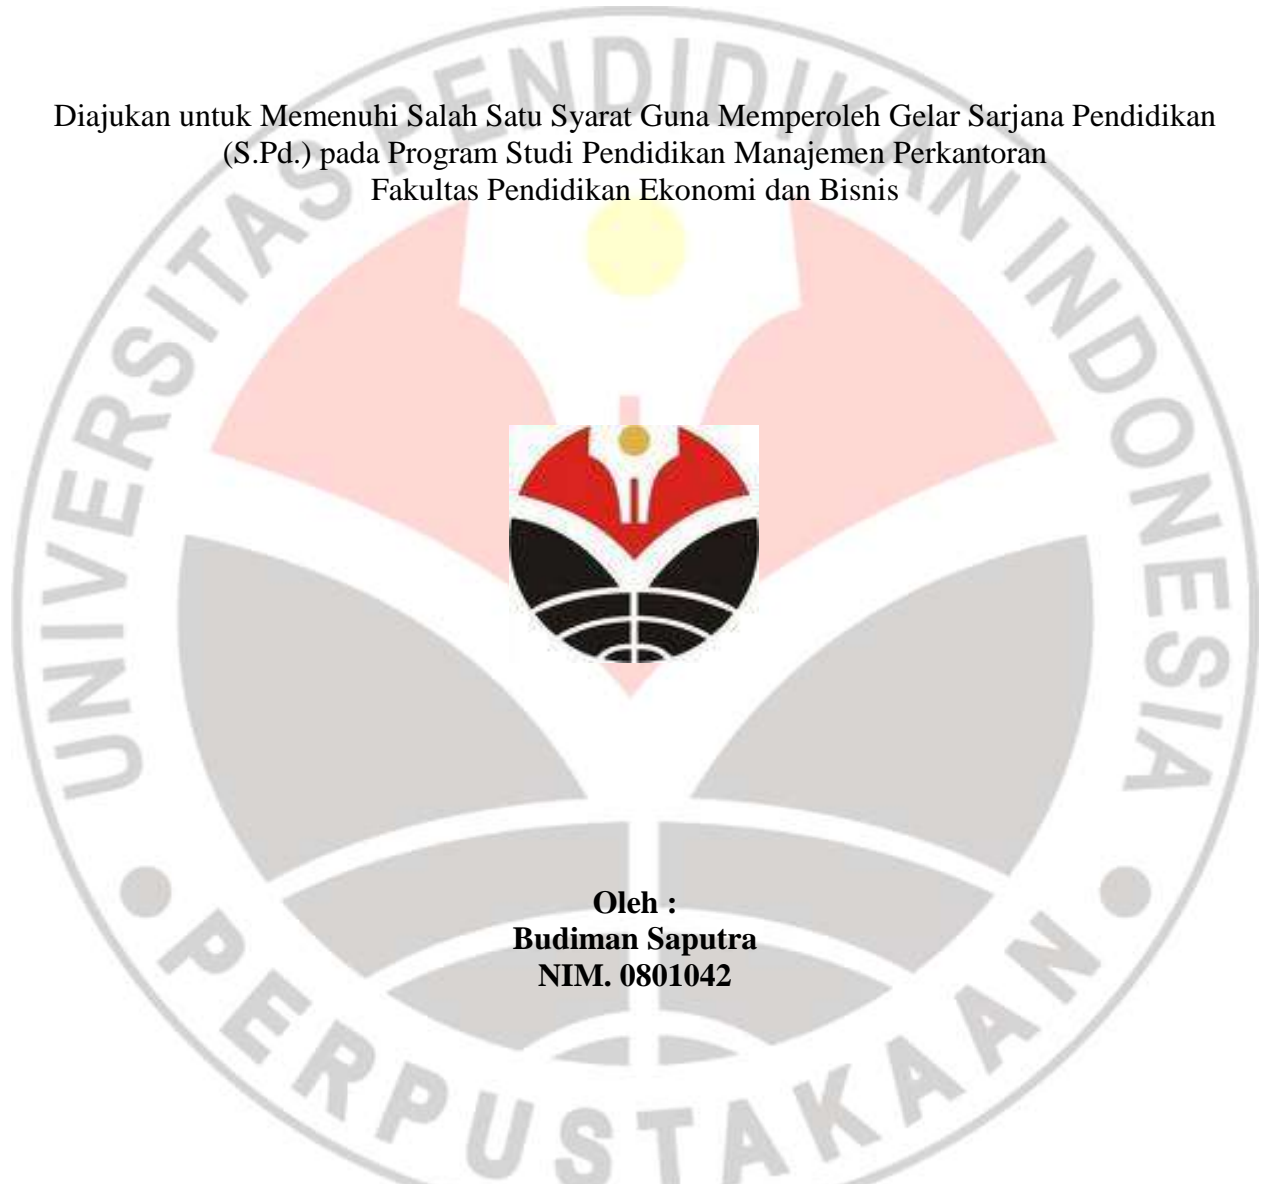 Diajukan untuk Memenuhi Salah Satu Syarat Guna Memperoleh Gelar Sarjana Pendidikan
(S.Pd.) pada Program Studi Pendidikan Manajemen Perkantoran
Fakultas Pendidikan Ekonomi dan Bisnis
UNIVERSITAS PENDIDIKAN INDONESIA
Oleh :
Budiman Saputra
NIM. 0801042
PERPUSTAKAAN